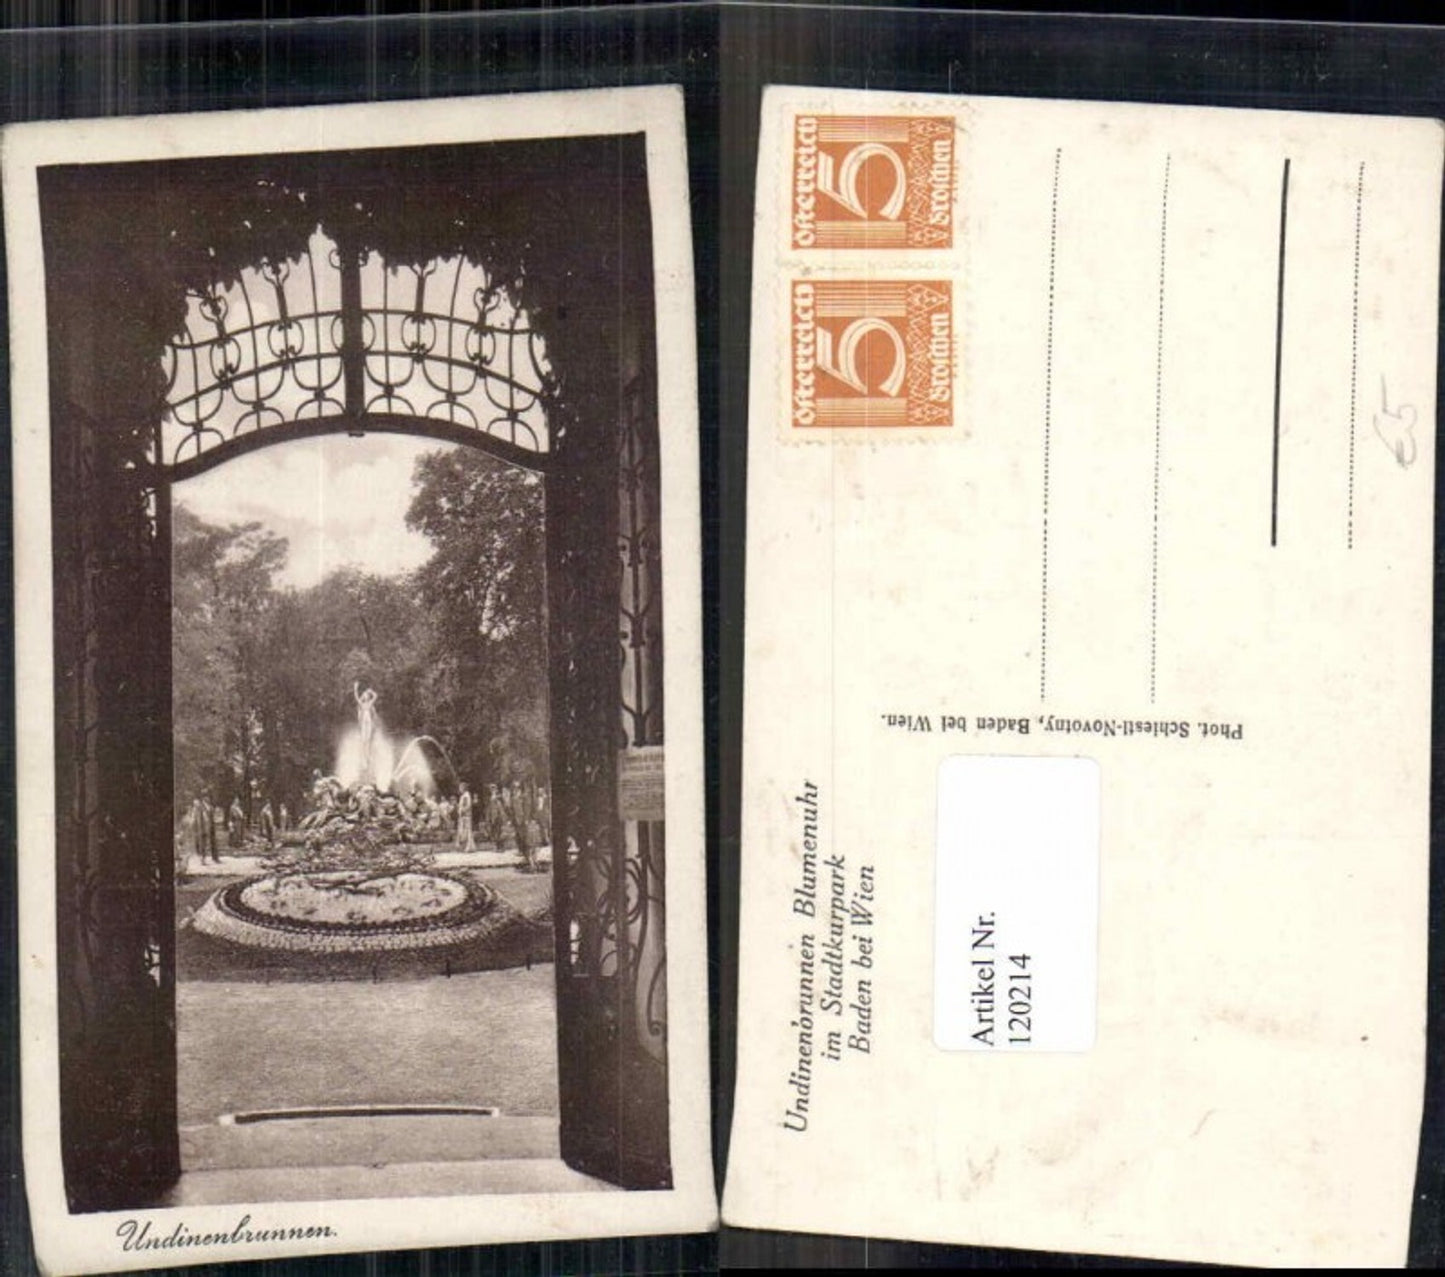 Undinenbrunnen.
Österreich
5
Groschen
Österreich
5
Groschen
€5
Phot. Schiestl-Novotny, Baden bei Wien.
Undinenbrunnen Blumenuhr
im Stadtkurpark
Baden bei Wien
Artikel Nr.
120214